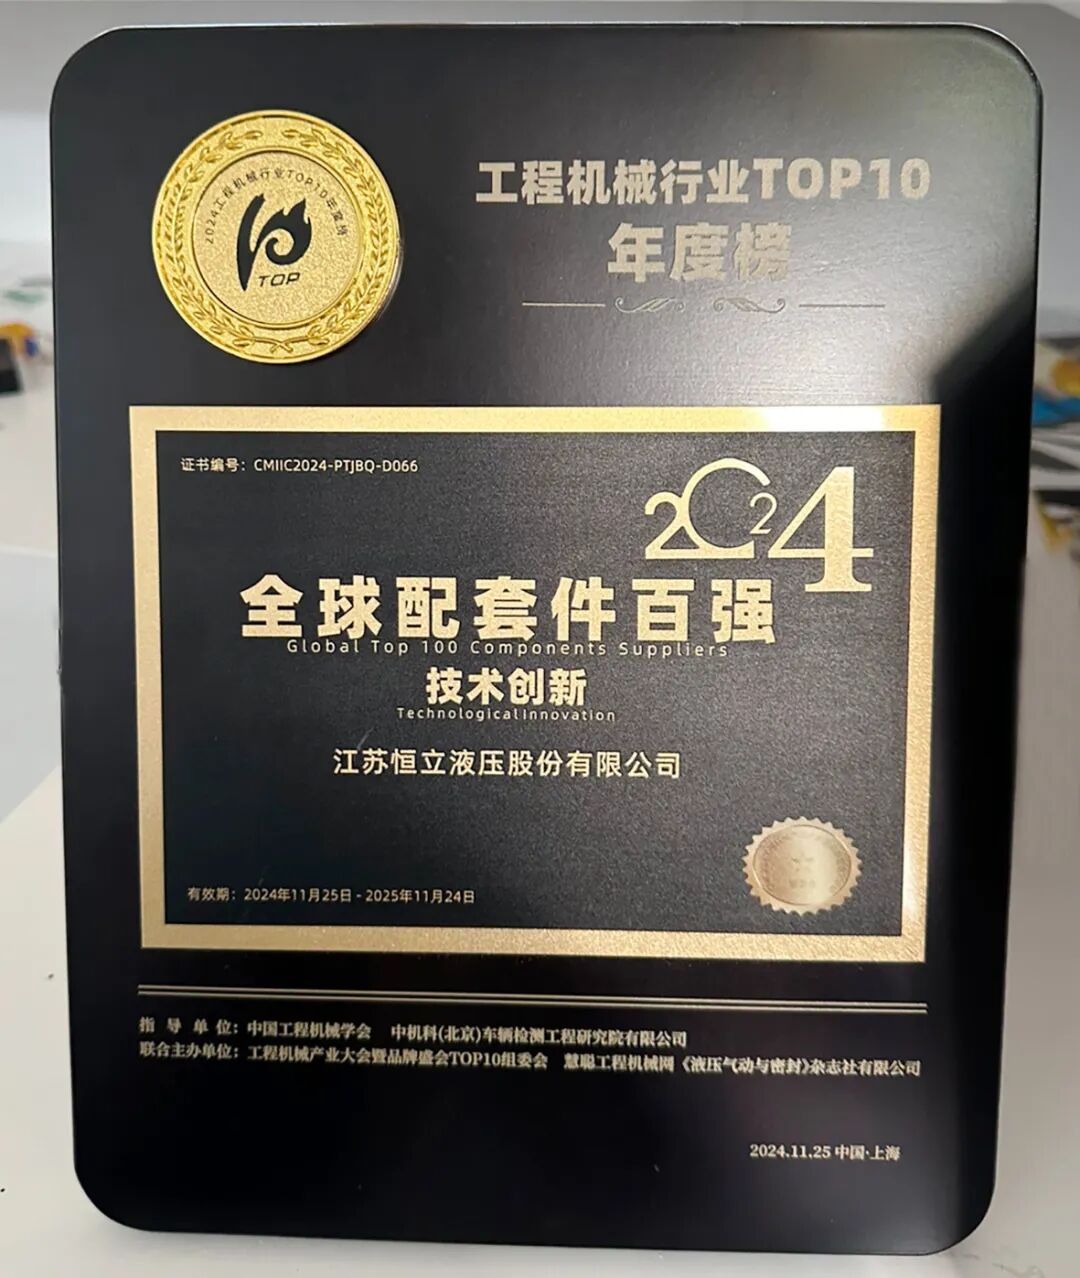 2024工程机械行业TOP10年度榜
TOP
工程机械行业TOP10
年度榜
证书编号：CMIIC2024-PTJBQ-D066
2024
全球配套件百强
Global Top 100 Components Suppliers
技术创新
Technological Innovation
江苏恒立液压股份有限公司
有效期：2024年11月25日 - 2025年11月24日
指 导 单 位：中国工程机械学会 中机科(北京)车辆检测工程研究院有限公司
联合主办单位：工程机械产业大会暨品牌盛会TOP10组委会 慧聪工程机械网《液压气动与密封》杂志社有限公司
2024.11.25 中国·上海